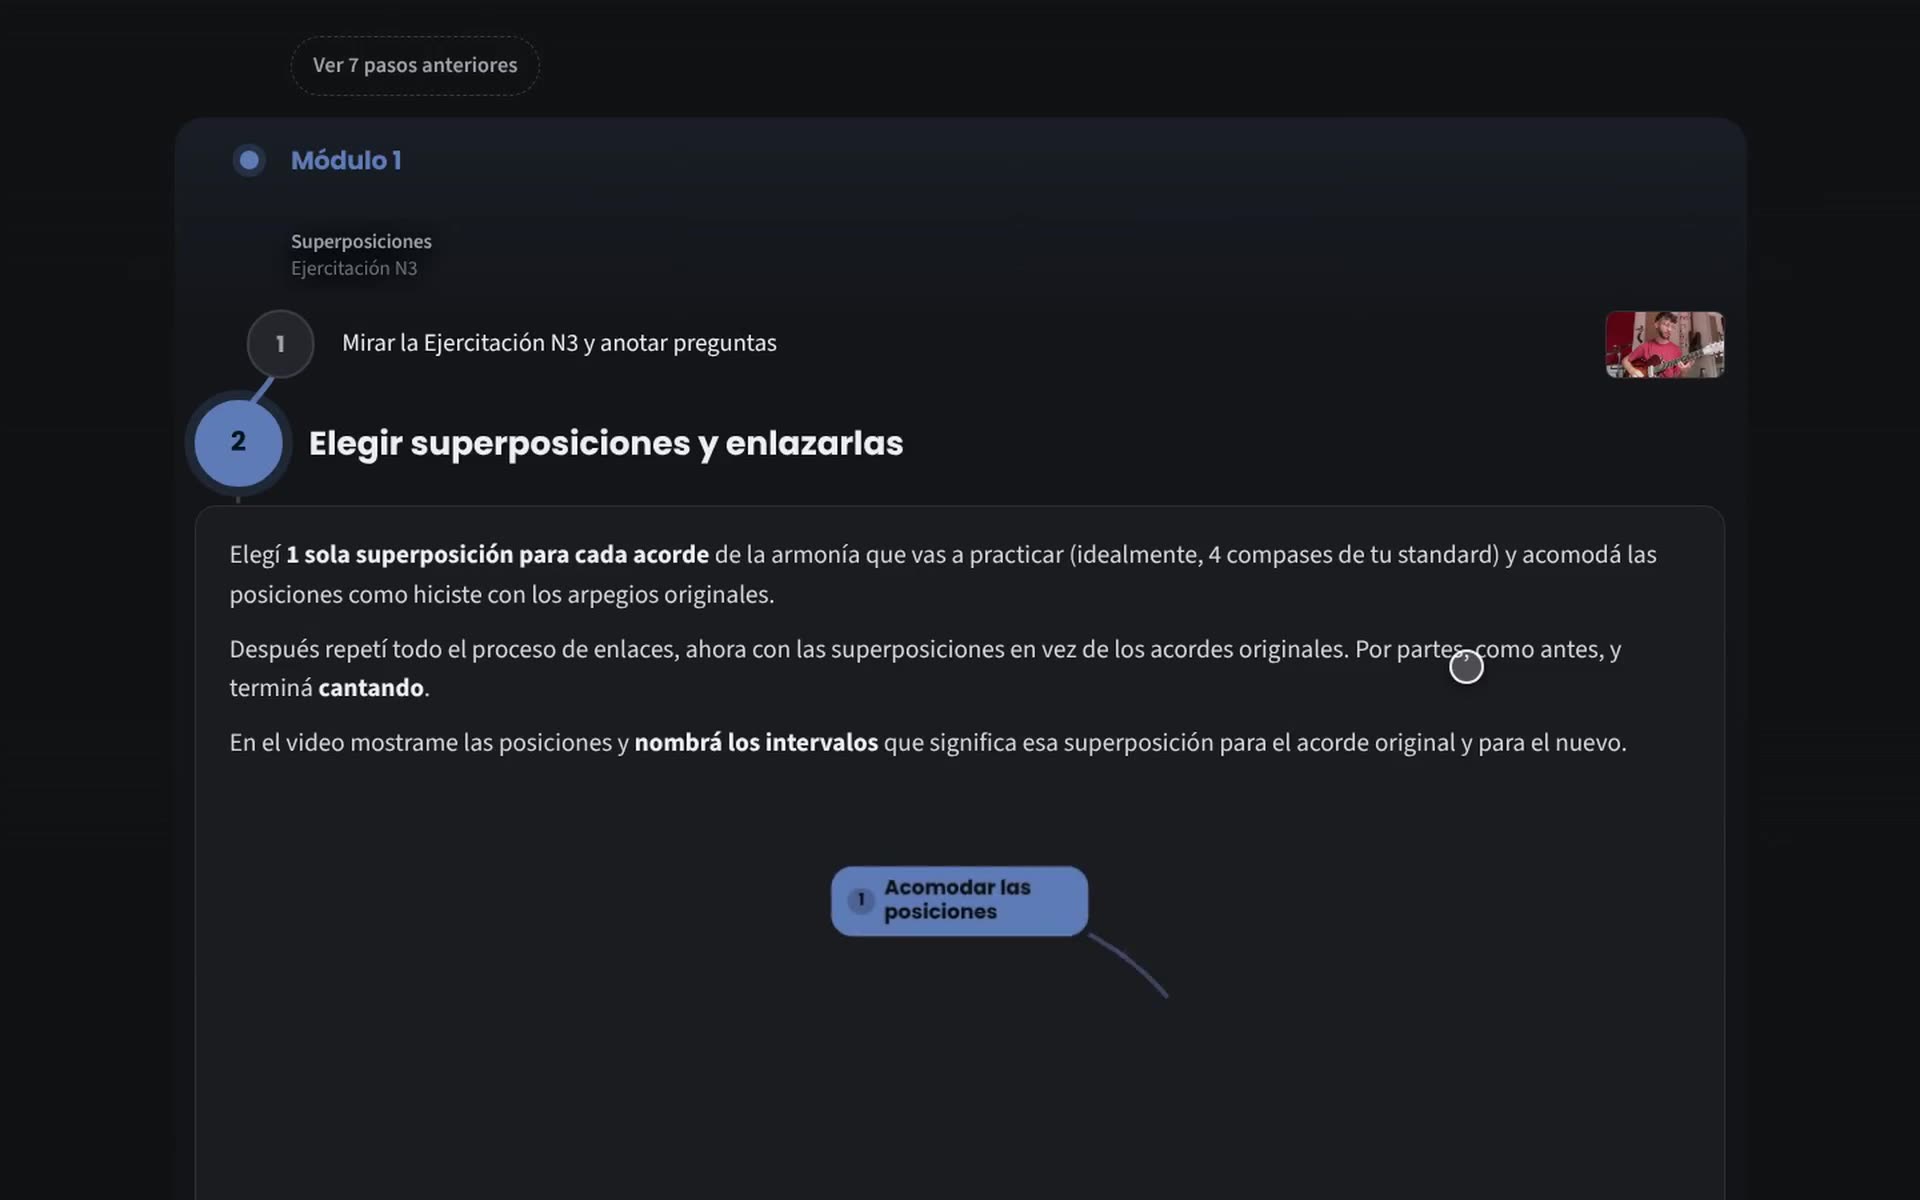 Ver 7 pasos anteriores
Módulo 1
Superposiciones
Ejercitación N3
1
Mirar la Ejercitación N3 y anotar preguntas
2
Elegir superposiciones y enlazarlas
Elegí 1 sola superposición para cada acorde de la armonía que vas a practicar (idealmente, 4 compases de tu standard) y acomodá las
posiciones como hiciste con los arpegios originales.
Después repetí todo el proceso de enlaces, ahora con las superposiciones en vez de los acordes originales. Por partes, como antes, y
terminá cantando.
En el video mostrame las posiciones y nombrá los intervalos que significa esa superposición para el acorde original y para el nuevo.
1
Acomodar las
posiciones